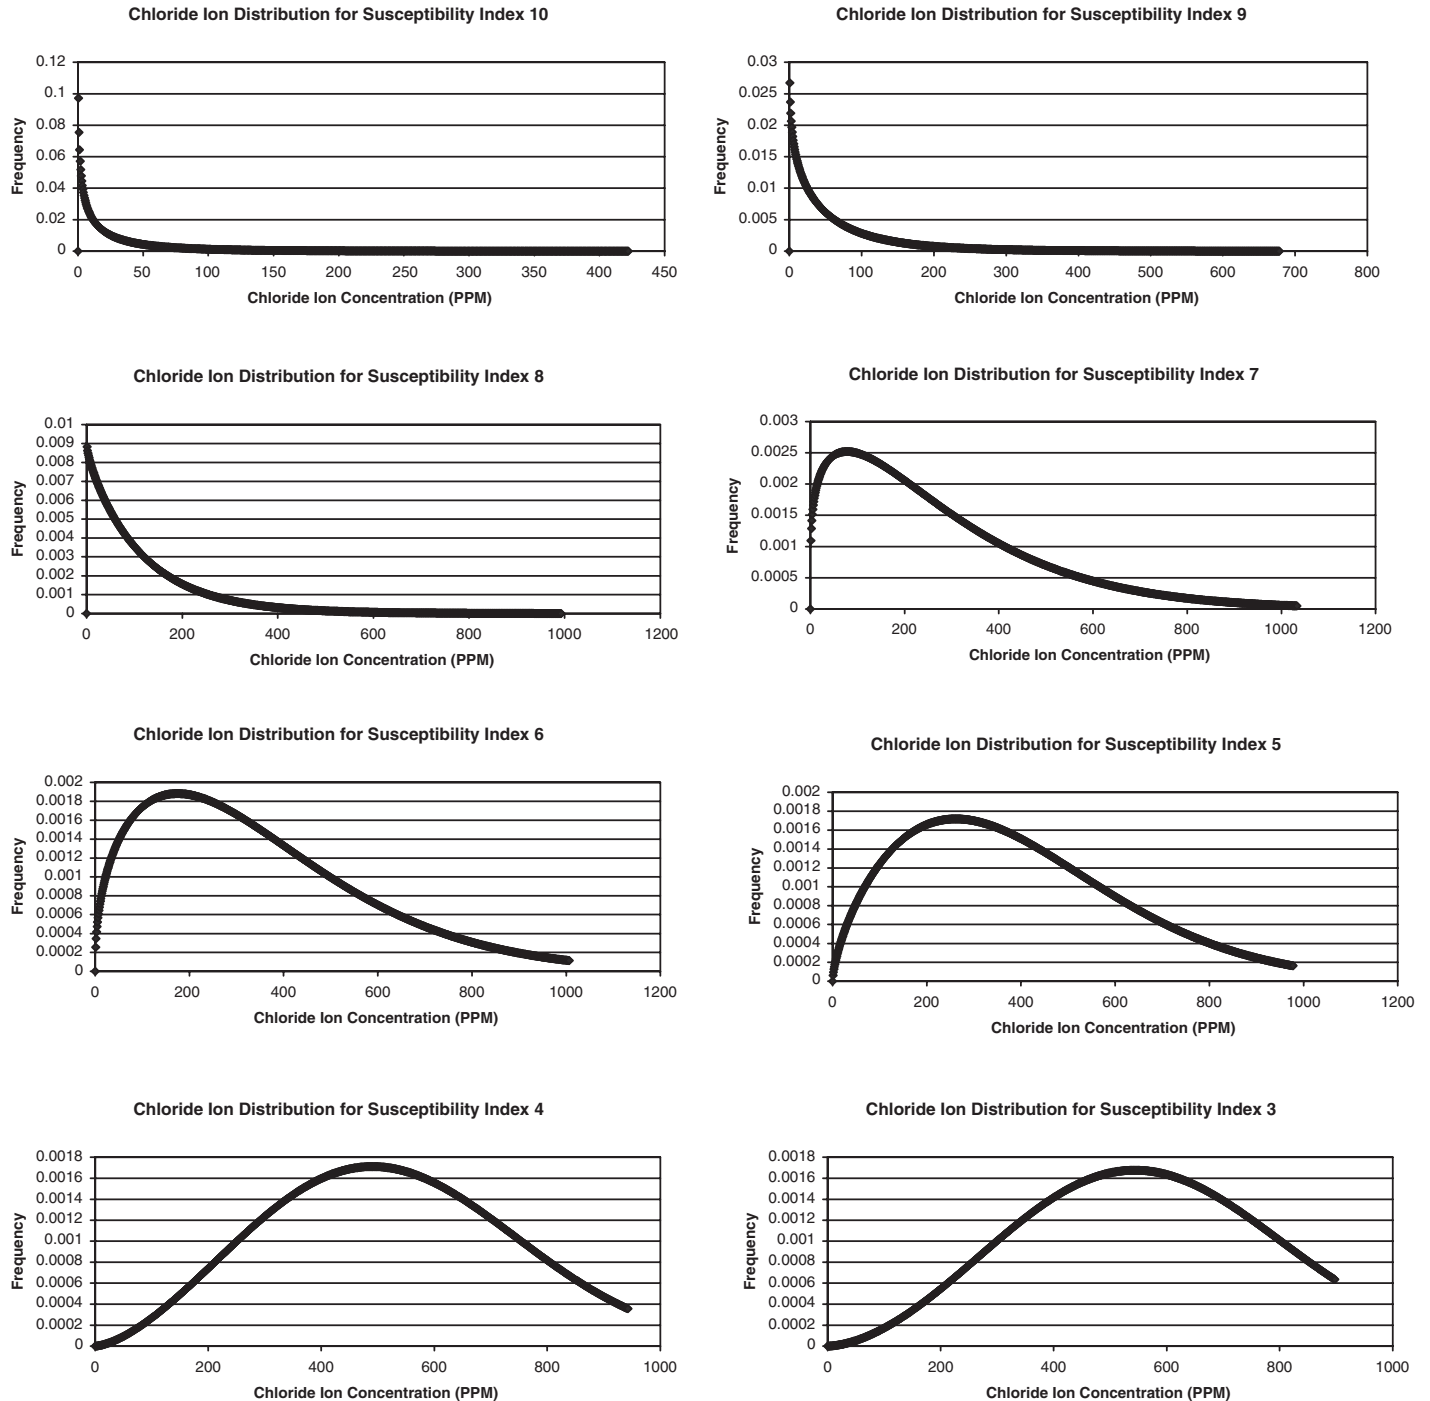 Chloride Ion Distribution for Susceptibility Index 10
0.12
0.1
0.08
0.06
0.04
0.02
0
Frequency
0 50 100 150 200 250 300 350 400 450
Chloride Ion Concentration (PPM)
Chloride Ion Distribution for Susceptibility Index 9
0.03
0.025
0.02
0.015
0.01
0.005
0
Frequency
0 100 200 300 400 500 600 700 800
Chloride Ion Concentration (PPM)
Chloride Ion Distribution for Susceptibility Index 8
0.01
0.009
0.008
0.007
0.006
0.005
0.004
0.003
0.002
0.001
0
Frequency
0 200 400 600 800 1000 1200
Chloride Ion Concentration (PPM)
Chloride Ion Distribution for Susceptibility Index 7
0.003
0.0025
0.002
0.0015
0.001
0.0005
0
Frequency
0 200 400 600 800 1000 1200
Chloride Ion Concentration (PPM)
Chloride Ion Distribution for Susceptibility Index 6
0.002
0.0018
0.0016
0.0014
0.0012
0.001
0.0008
0.0006
0.0004
0.0002
0
Frequency
0 200 400 600 800 1000 1200
Chloride Ion Concentration (PPM)
Chloride Ion Distribution for Susceptibility Index 5
0.002
0.0018
0.0016
0.0014
0.0012
0.001
0.0008
0.0006
0.0004
0.0002
0
Frequency
0 200 400 600 800 1000 1200
Chloride Ion Concentration (PPM)
Chloride Ion Distribution for Susceptibility Index 4
0.0018
0.0016
0.0014
0.0012
0.001
0.0008
0.0006
0.0004
0.0002
0
Frequency
0 200 400 600 800 1000
Chloride Ion Concentration (PPM)
Chloride Ion Distribution for Susceptibility Index 3
0.0018
0.0016
0.0014
0.0012
0.001
0.0008
0.0006
0.0004
0.0002
0
Frequency
0 200 400 600 800 1000
Chloride Ion Concentration (PPM)